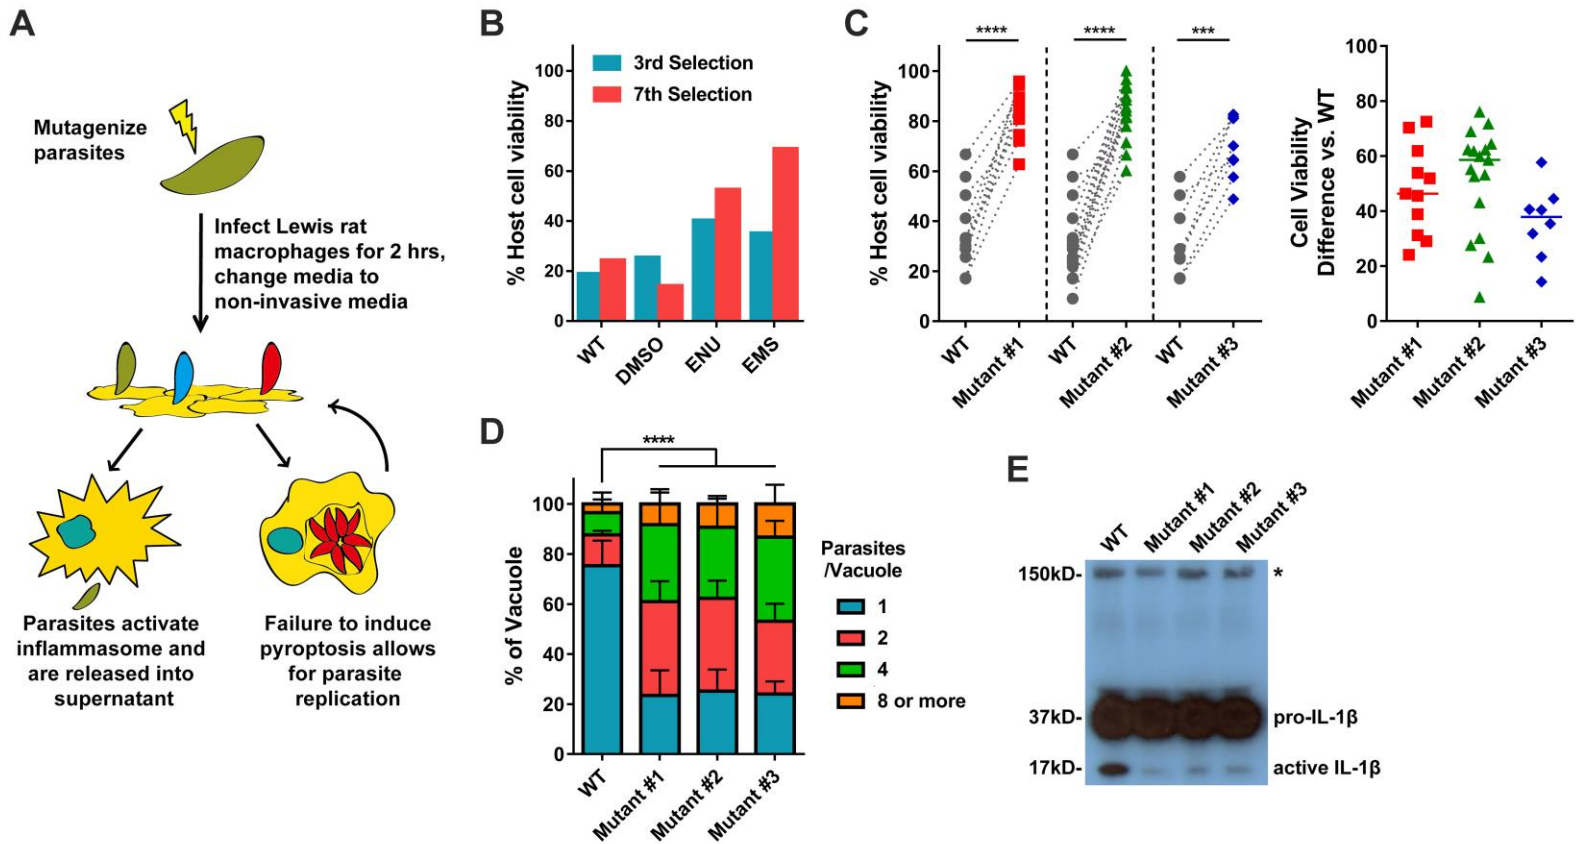 A
Mutagenize
parasites
Infect Lewis rat
macrophages for 2 hrs,
change media to
non-invasive media
Parasites activate
inflammasome and
are released into
supernatant
Failure to induce
pyroptosis allows
for parasite
replication
B
% Host cell viability
100
80
60
40
20
0
3rd Selection
7th Selection
WT
DMSO
ENU
EMS
C
% Host cell viability
100
80
60
40
20
0
****
****
***
WT
Mutant #1
WT
Mutant #2
WT
Mutant #3
Cell Viability
Difference vs. WT
100
80
60
40
20
0
Mutant #1
Mutant #2
Mutant #3
D
% of Vacuole
100
80
60
40
20
0
****
WT
Mutant #1
Mutant #2
Mutant #3
Parasites
/Vacuole
1
2
4
8 or more
E
WT
Mutant #1
Mutant #2
Mutant #3
150kD-
*
37kD-
pro-IL-1β
17kD-
active IL-1β